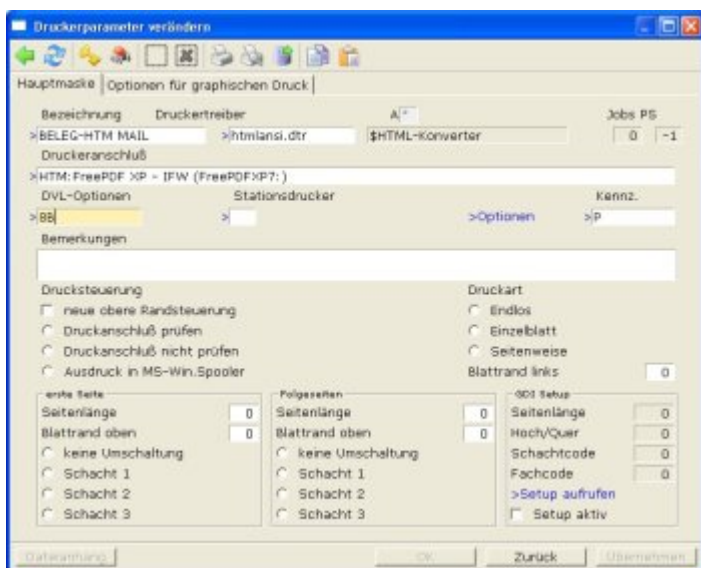 Druckerparameter verändern
Hauptmaske Optionen für graphischen Druck
Bezeichnung Druckertreiber A Jobs PS
>BELEG-HTM MAIL >htmlansi.dtr * $HTML-Konverter 0 -1
Druckeranschluß
>HTM:FreePDF XP - IFW (FreePDFXP7:)
DVL-Optionen Stationsdrucker Kennz.
>BB > >Optionen >P
Bemerkungen
Drucksteuerung Druckart
neue obere Randsteuerung Endlos
Druckanschluß prüfen Einzelblatt
Druckanschluß nicht prüfen Seitenweise
Ausdruck in MS-Win.Spooler Blattrand links 0
erste Seite Folgeseiten GDI Setup
Seitenlänge 0 Seitenlänge 0 Seitenlänge 0
Blattrand oben 0 Blattrand oben 0 Hoch/Quer 0
keine Umschaltung keine Umschaltung Schachtcode 0
Schacht 1 Schacht 1 Fachcode 0
Schacht 2 Schacht 2 >Setup aufrufen
Schacht 3 Schacht 3 Setup aktiv
Dateianhang OK Zurück Übernehmen